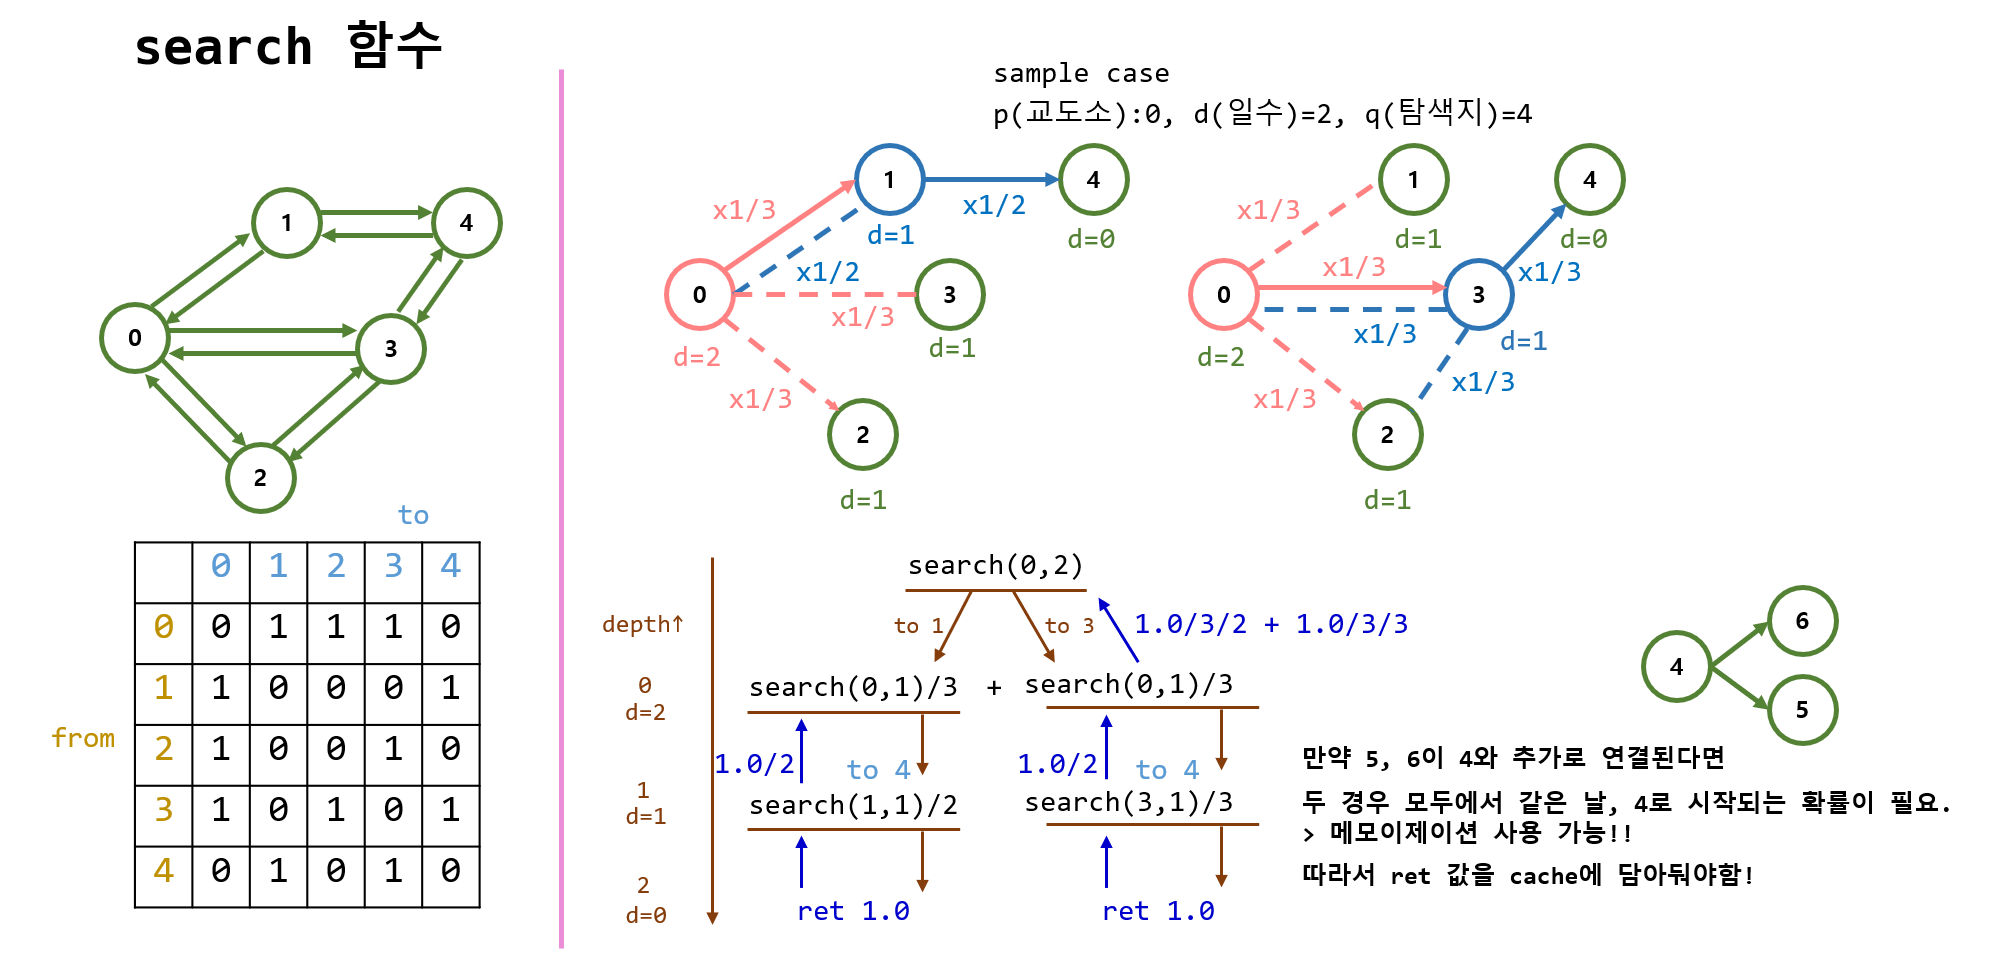 search 함수
1
4
0
3
2
to
0 1 2 3 4
0 0 1 1 1 0
1 1 0 0 0 1
from
2 1 0 0 1 0
3 1 0 1 0 1
4 0 1 0 1 0
sample case
p(교도소):0, d(일수)=2, q(탐색지)=4
1
4
x1/3
x1/2
d=1
d=0
x1/2
0
3
x1/3
d=2
d=1
x1/3
2
d=1
1
4
x1/3
d=1
d=0
x1/3
x1/3
0
3
x1/3
d=2
d=1
x1/3
x1/3
2
d=1
search(0,2)
depth↑
to 1
to 3
1.0/3/2 + 1.0/3/3
0
d=2
search(0,1)/3 + search(0,1)/3
1.0/2
to 4
1.0/2
to 4
1
d=1
search(1,1)/2
search(3,1)/3
2
d=0
ret 1.0
ret 1.0
6
4
5
만약 5, 6이 4와 추가로 연결된다면
두 경우 모두에서 같은 날, 4로 시작되는 확률이 필요.
> 메모이제이션 사용 가능!!
따라서 ret 값을 cache에 담아둬야함!